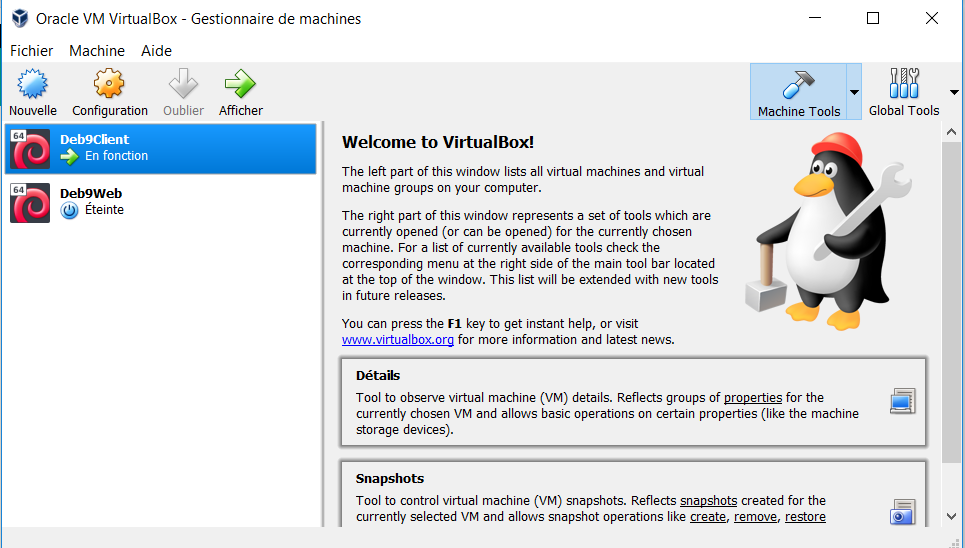 Oracle VM VirtualBox - Gestionnaire de machines
Fichier Machine Aide
Nouvelle Configuration Oublier Afficher Machine Tools Global Tools
64 Deb9Client
En fonction
64 Deb9Web
Éteinte
Welcome to VirtualBox!
The left part of this window lists all virtual machines and virtual
machine groups on your computer.
The right part of this window represents a set of tools which are
currently opened (or can be opened) for the currently chosen
machine. For a list of currently available tools check the
corresponding menu at the right side of the main tool bar located
at the top of the window. This list will be extended with new tools
in future releases.
You can press the F1 key to get instant help, or visit
www.virtualbox.org for more information and latest news.
Détails
Tool to observe virtual machine (VM) details. Reflects groups of properties for the
currently chosen VM and allows basic operations on certain properties (like the machine
storage devices).
Snapshots
Tool to control virtual machine (VM) snapshots. Reflects snapshots created for the
currently selected VM and allows snapshot operations like create, remove, restore